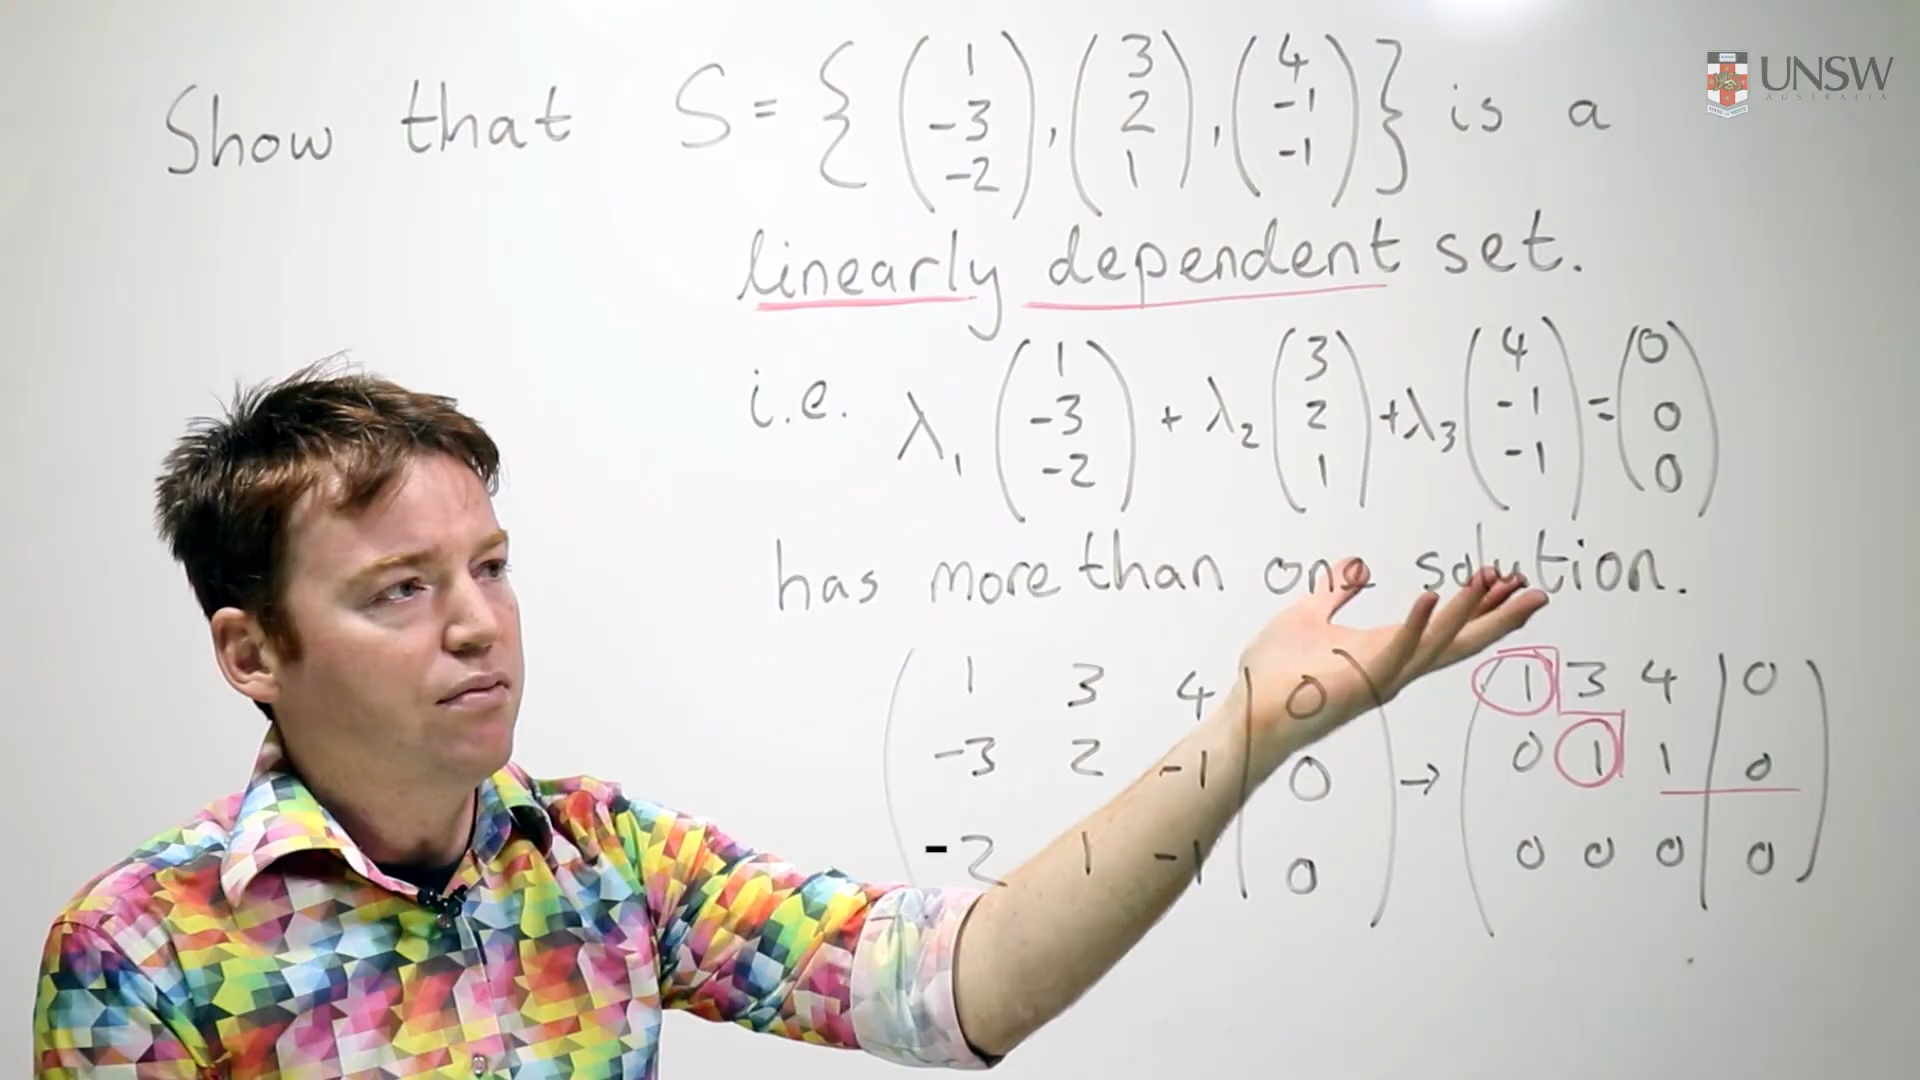 UNSW
AUSTRALIA
Show that S = { ( 1 -3 -2 ) , ( 3 2 1 ) , ( 4 -1 -1 ) } is a
linearly dependent set.
i.e. λ₁ ( 1 -3 -2 ) + λ₂ ( 3 2 1 ) + λ₃ ( 4 -1 -1 ) = ( 0 0 0 )
has more than one solution.
( 1 3 4 | 0 ) → ( 1 3 4 | 0 )
( -3 2 -1 | 0 ) ( 0 1 1 | 0 )
( -2 1 -1 | 0 ) ( 0 0 0 | 0 )